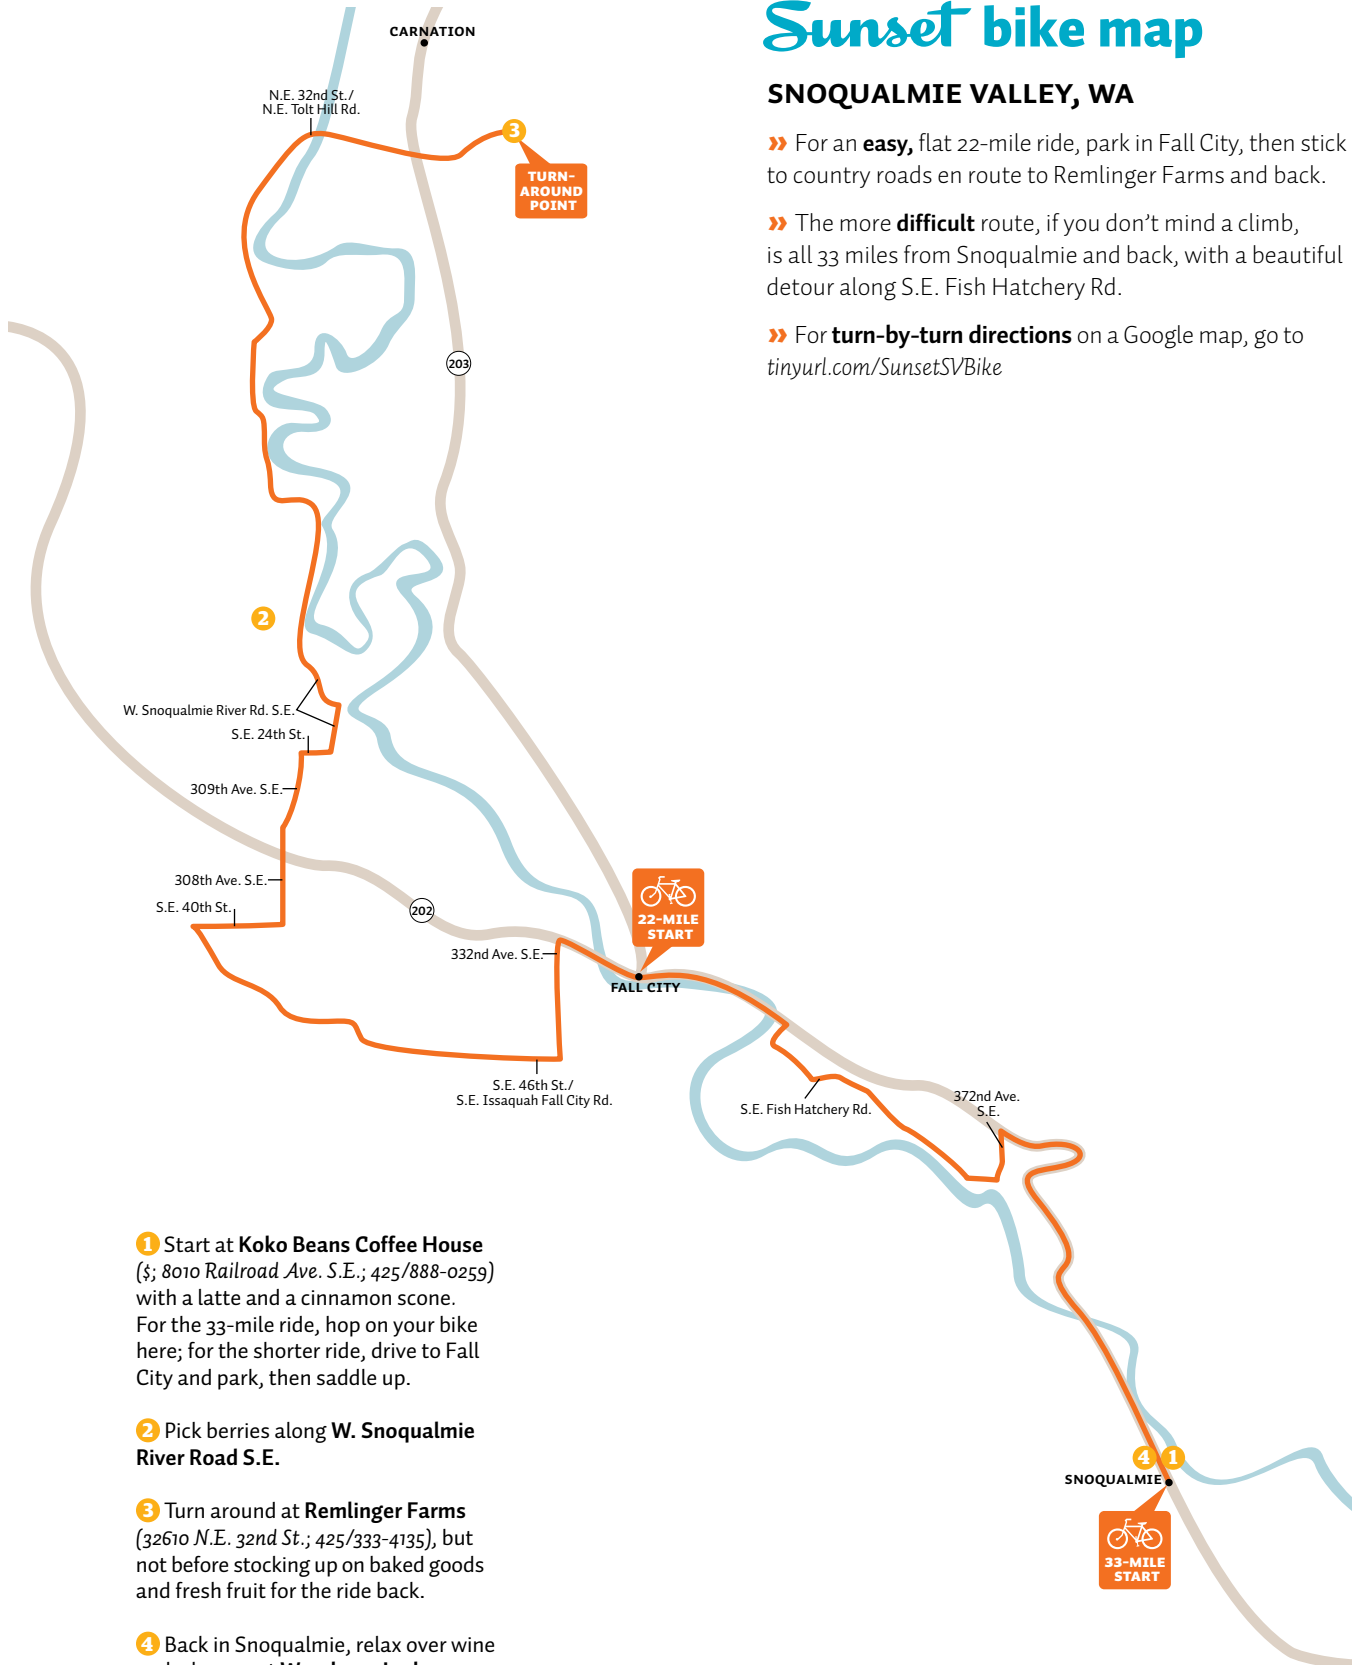 Sunset bike map
SNOQUALMIE VALLEY, WA
» For an easy, flat 22-mile ride, park in Fall City, then stick
to country roads en route to Remlinger Farms and back.
» The more difficult route, if you don’t mind a climb,
is all 33 miles from Snoqualmie and back, with a beautiful
detour along S.E. Fish Hatchery Rd.
» For turn-by-turn directions on a Google map, go to
tinyurl.com/SunsetSVBike
CARNATION
N.E. 32nd St./
N.E. Tolt Hill Rd.
3
TURN-
AROUND
POINT
203
2
W. Snoqualmie River Rd. S.E.
S.E. 24th St.
309th Ave. S.E.
308th Ave. S.E.
S.E. 40th St.
202
332nd Ave. S.E.
22-MILE
START
FALL CITY
S.E. 46th St./
S.E. Issaquah Fall City Rd.
S.E. Fish Hatchery Rd.
372nd Ave.
S.E.
4 1
SNOQUALMIE
33-MILE
START
1 Start at Koko Beans Coffee House
($; 8010 Railroad Ave. S.E.; 425/888-0259)
with a latte and a cinnamon scone.
For the 33-mile ride, hop on your bike
here; for the shorter ride, drive to Fall
City and park, then saddle up.
2 Pick berries along W. Snoqualmie
River Road S.E.
3 Turn around at Remlinger Farms
(32610 N.E. 32nd St.; 425/333-4135), but
not before stocking up on baked goods
and fresh fruit for the ride back.
4 Back in Snoqualmie, relax over wine